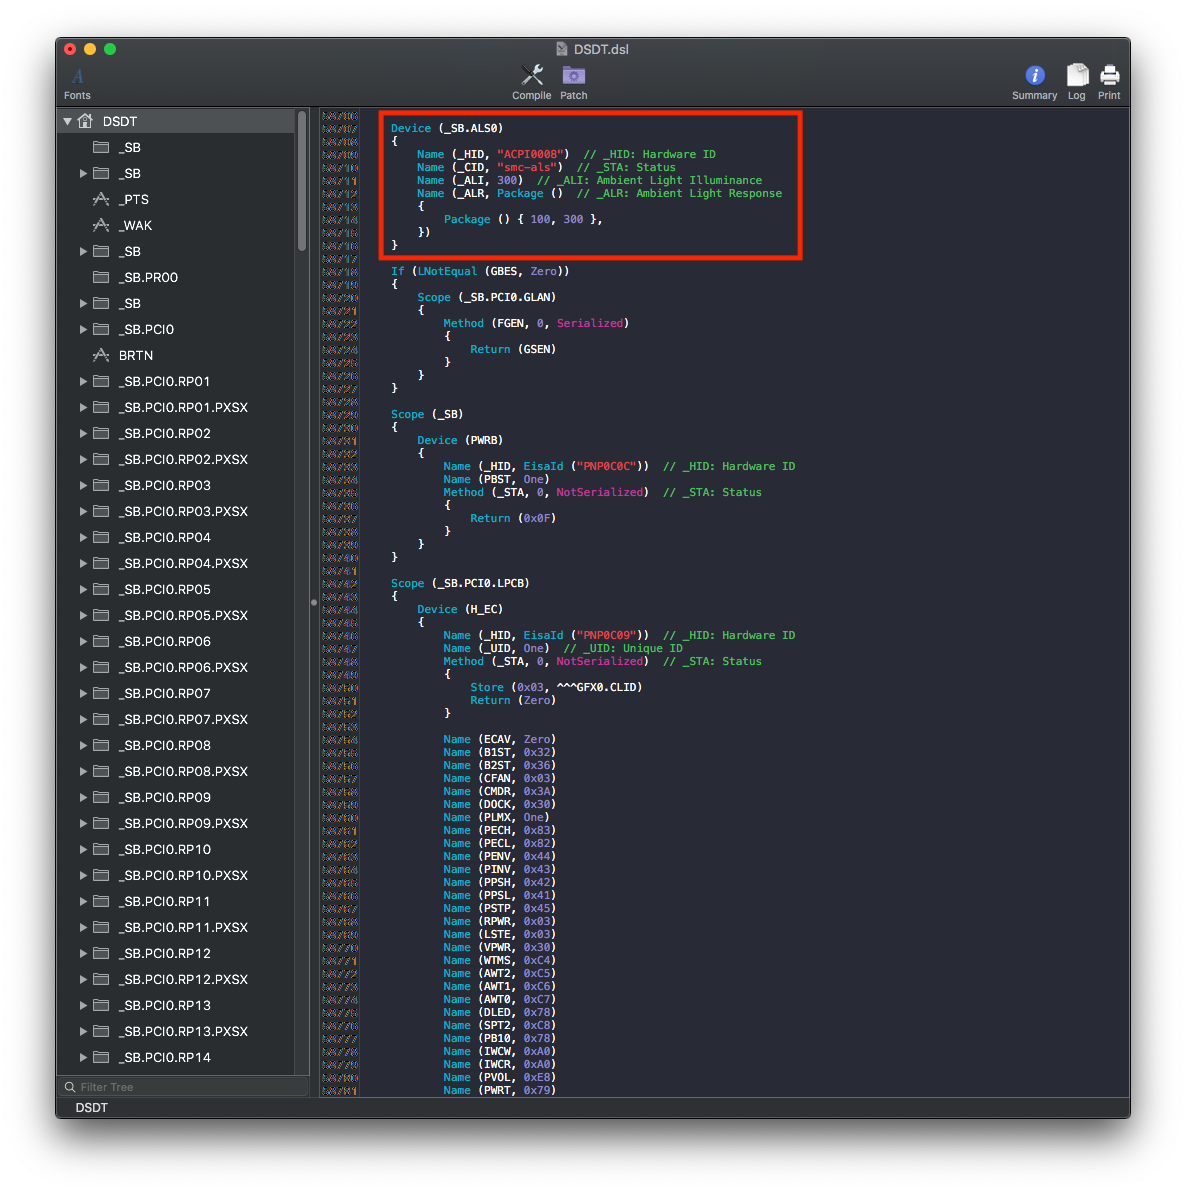 DSDT.dsl
Fonts
Compile
Patch
Summary
Log
Print
DSDT
_SB
_SB
_PTS
_WAK
_SB
_SB.PR00
_SB
_SB.PCI0
BRTN
_SB.PCI0.RP01
_SB.PCI0.RP01.PXSX
_SB.PCI0.RP02
_SB.PCI0.RP02.PXSX
_SB.PCI0.RP03
_SB.PCI0.RP03.PXSX
_SB.PCI0.RP04
_SB.PCI0.RP04.PXSX
_SB.PCI0.RP05
_SB.PCI0.RP05.PXSX
_SB.PCI0.RP06
_SB.PCI0.RP06.PXSX
_SB.PCI0.RP07
_SB.PCI0.RP07.PXSX
_SB.PCI0.RP08
_SB.PCI0.RP08.PXSX
_SB.PCI0.RP09
_SB.PCI0.RP09.PXSX
_SB.PCI0.RP10
_SB.PCI0.RP10.PXSX
_SB.PCI0.RP11
_SB.PCI0.RP11.PXSX
_SB.PCI0.RP12
_SB.PCI0.RP12.PXSX
_SB.PCI0.RP13
_SB.PCI0.RP13.PXSX
_SB.PCI0.RP14
Filter Tree
DSDT
Device (_SB.ALS0)
{
Name (_HID, "ACPI0008")  // _HID: Hardware ID
Name (_CID, "smc-als")  // _STA: Status
Name (_ALI, 300)  // _ALI: Ambient Light Illuminance
Name (_ALR, Package ()  // _ALR: Ambient Light Response
{
Package () { 100, 300 },
})
}
If (LNotEqual (GBES, Zero))
{
Scope (_SB.PCI0.GLAN)
{
Method (FGEN, 0, Serialized)
{
Return (GSEN)
}
}
}
Scope (_SB)
{
Device (PWRB)
{
Name (_HID, EisaId ("PNP0C0C"))  // _HID: Hardware ID
Name (PBST, One)
Method (_STA, 0, NotSerialized)  // _STA: Status
{
Return (0x0F)
}
}
}
Scope (_SB.PCI0.LPCB)
{
Device (H_EC)
{
Name (_HID, EisaId ("PNP0C09"))  // _HID: Hardware ID
Name (_UID, One)  // _UID: Unique ID
Method (_STA, 0, NotSerialized)  // _STA: Status
{
Store (0x03, ^^^GFX0.CLID)
Return (Zero)
}
Name (ECAV, Zero)
Name (B1ST, 0x32)
Name (B2ST, 0x36)
Name (CFAN, 0x03)
Name (CMDR, 0x3A)
Name (DOCK, 0x30)
Name (PLMX, One)
Name (PECH, 0x83)
Name (PECL, 0x82)
Name (PENV, 0x44)
Name (PINV, 0x43)
Name (PPSH, 0x42)
Name (PPSL, 0x41)
Name (PSTP, 0x45)
Name (RPWR, 0x03)
Name (LSTE, 0x03)
Name (VPWR, 0x30)
Name (WTMS, 0xC4)
Name (AWT2, 0xC5)
Name (AWT1, 0xC6)
Name (AWT0, 0xC7)
Name (DLED, 0x78)
Name (SPT2, 0xC8)
Name (PB10, 0x78)
Name (IWCW, 0xA0)
Name (IWCR, 0xA0)
Name (PVOL, 0xE8)
Name (PWRT, 0x79)